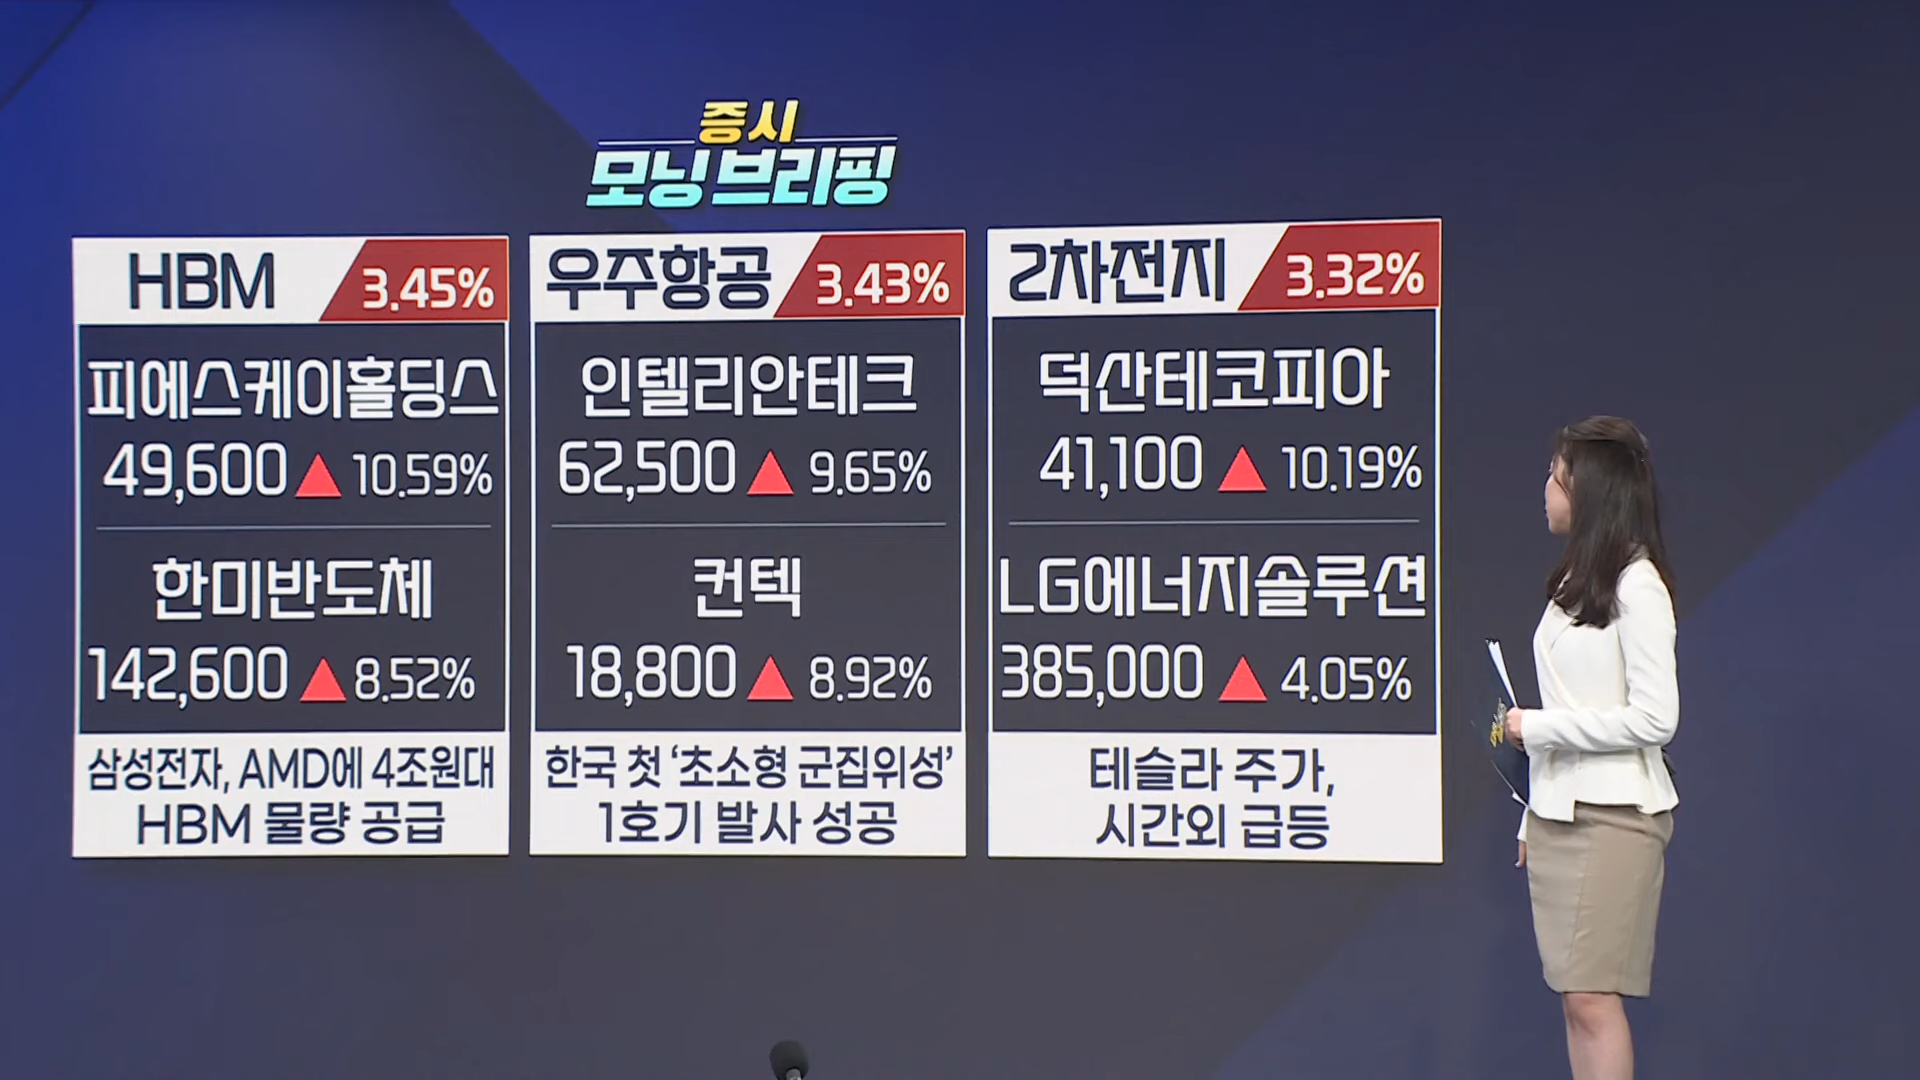 증시
모닝브리핑
HBM 3.45%
피에스케이홀딩스
49,600 ▲ 10.59%
한미반도체
142,600 ▲ 8.52%
삼성전자, AMD에 4조원대
HBM 물량 공급
우주항공 3.43%
인텔리안테크
62,500 ▲ 9.65%
컨텍
18,800 ▲ 8.92%
한국 첫 ‘초소형 군집위성’
1호기 발사 성공
2차전지 3.32%
덕산테코피아
41,100 ▲ 10.19%
LG에너지솔루션
385,000 ▲ 4.05%
테슬라 주가,
시간외 급등